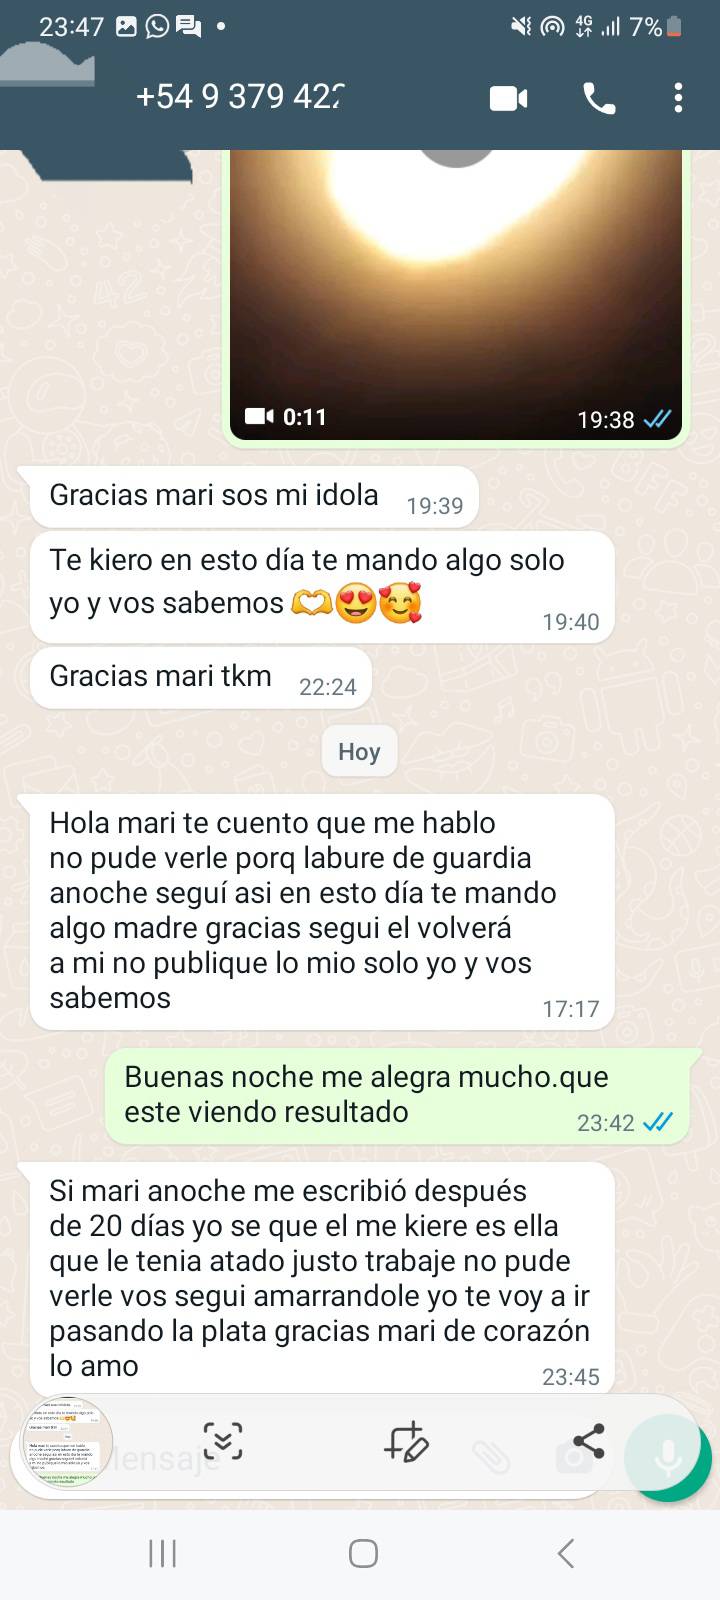 23:47
4G
7%
+54 9 379 422
0:11
19:38
Gracias mari sos mi idola
19:39
Te kiero en esto día te mando algo solo
yo y vos sabemos 🫶😍🥰
19:40
Gracias mari tkm
22:24
Hoy
Hola mari te cuento que me hablo
no pude verle porq labure de guardia
anoche seguí asi en esto día te mando
algo madre gracias segui el volverá
a mi no publique lo mio solo yo y vos
sabemos
17:17
Buenas noche me alegra mucho.que
este viendo resultado
23:42
Si mari anoche me escribió después
de 20 días yo se que el me kiere es ella
que le tenia atado justo trabaje no pude
verle vos segui amarrandole yo te voy a ir
pasando la plata gracias mari de corazón
lo amo
23:45
Mensaje